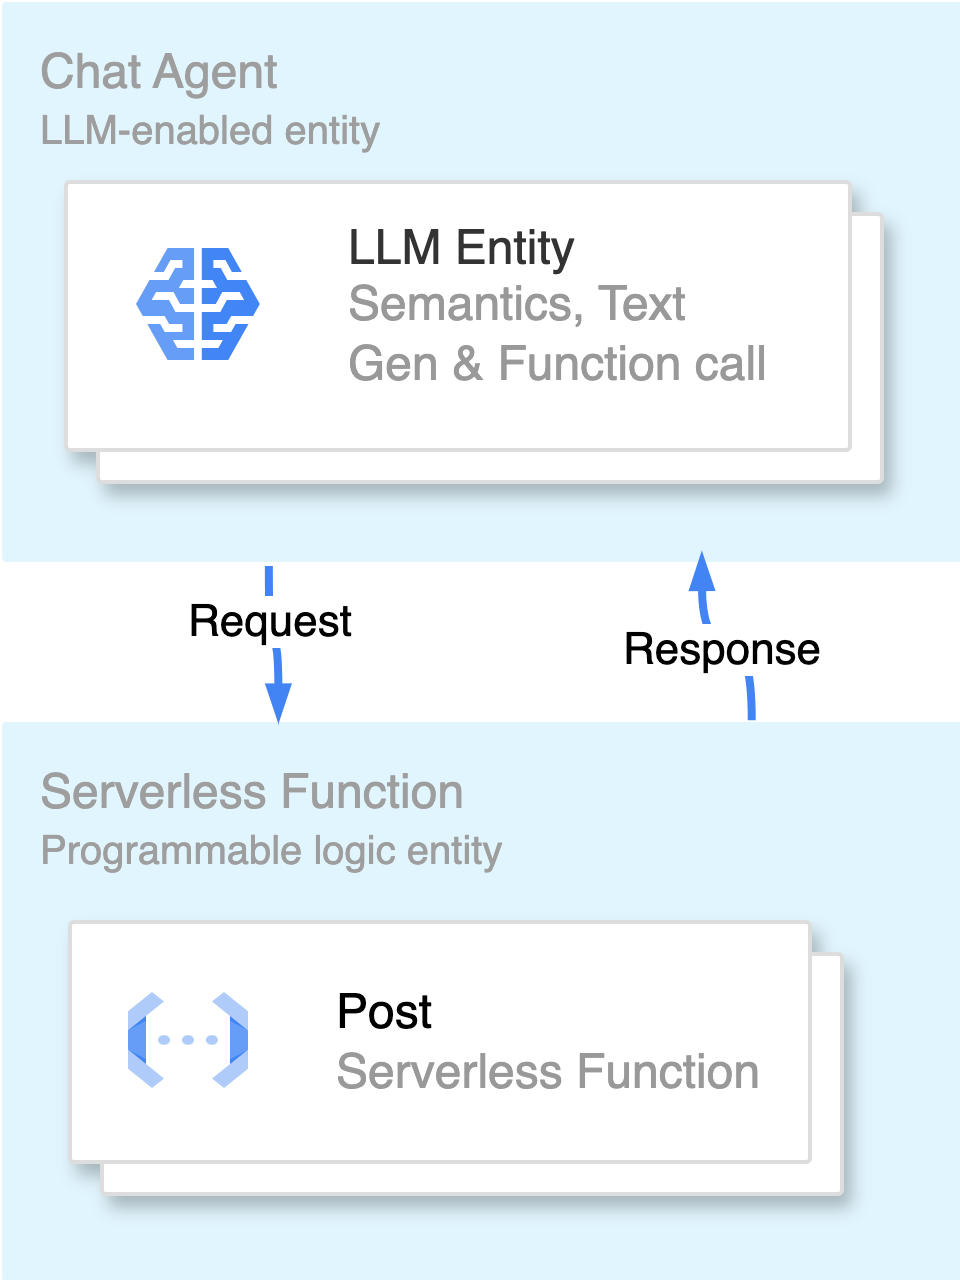 Chat Agent
LLM-enabled entity
LLM Entity
Semantics, Text
Gen & Function call
Request
Response
Serverless Function
Programmable logic entity
Post
Serverless Function